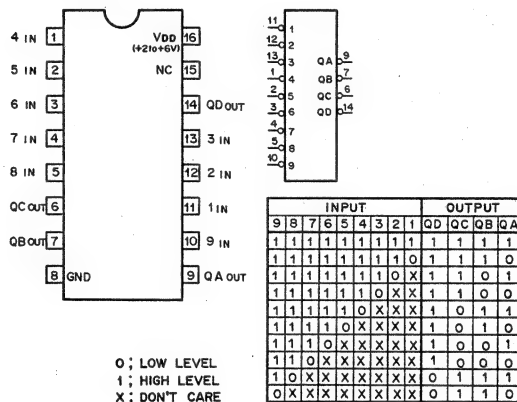 4 IN 1 VDD 16
(+2to+6V)
5 IN 2 NC 15
6 IN 3 14 QD OUT
7 IN 4 13 3 IN
8 IN 5 12 2 IN
QC OUT 6 11 1 IN
QB OUT 7 10 9 IN
8 GND 9 QA OUT
11 1
12 2
13 3 QA 9
1 4 QB 7
2 5 QC 6
3 6 QD 14
4 7
5 8
10 9
INPUT OUTPUT
9 8 7 6 5 4 3 2 1 QD QC QB QA
1 1 1 1 1 1 1 1 1 1 1 1 1
1 1 1 1 1 1 1 1 0 1 1 1 0
1 1 1 1 1 1 1 0 X 1 1 0 1
1 1 1 1 1 1 0 X X 1 1 0 0
1 1 1 1 1 0 X X X 1 0 1 1
1 1 1 1 0 X X X X 1 0 1 0
1 1 1 0 X X X X X 1 0 0 1
1 1 0 X X X X X X 1 0 0 0
1 0 X X X X X X X 0 1 1 1
0 X X X X X X X X 0 1 1 0
0 ; LOW LEVEL
1 ; HIGH LEVEL
X ; DON'T CARE